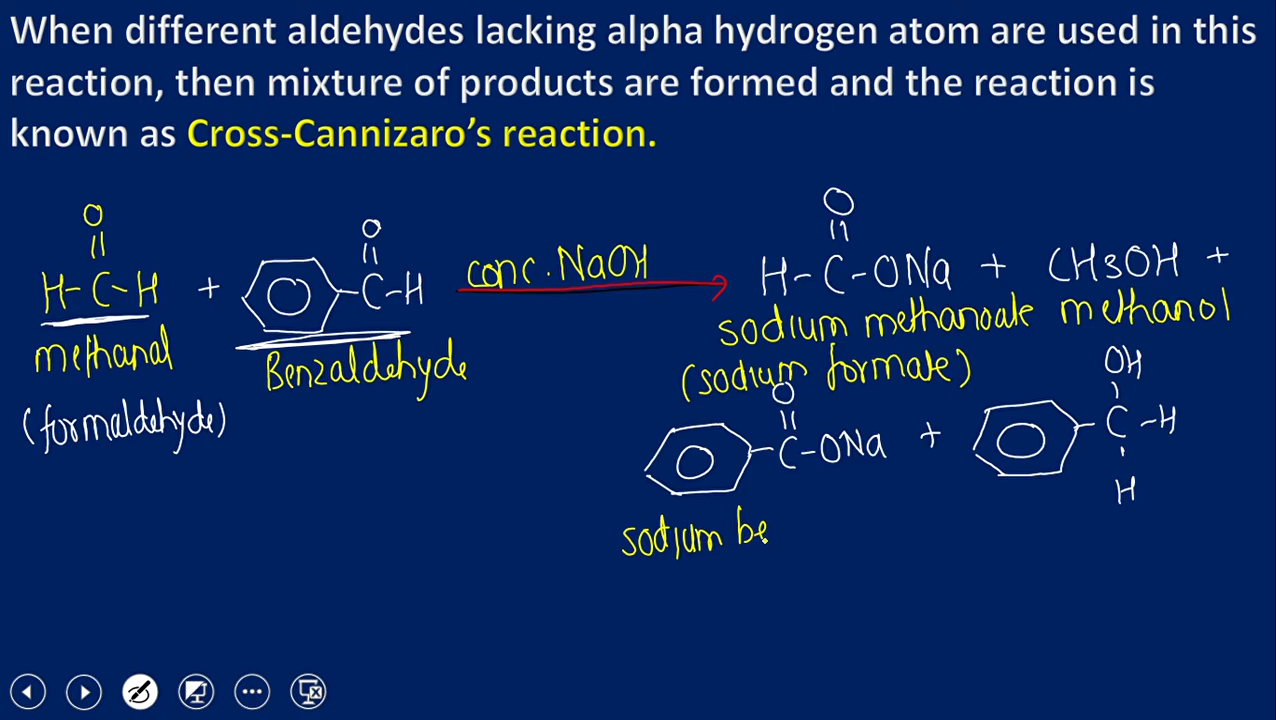 When different aldehydes lacking alpha hydrogen atom are used in this
reaction, then mixture of products are formed and the reaction is
known as Cross-Cannizaro's reaction.
O O O
|| || ||
H-C-H + C-H conc.NaOH H-C-ONa + CH3OH +
methanal Benzaldehyde sodium methanoate methanol
(formaldehyde) (sodium formate)
O OH
||
C-ONa + C-H
H
sodium be